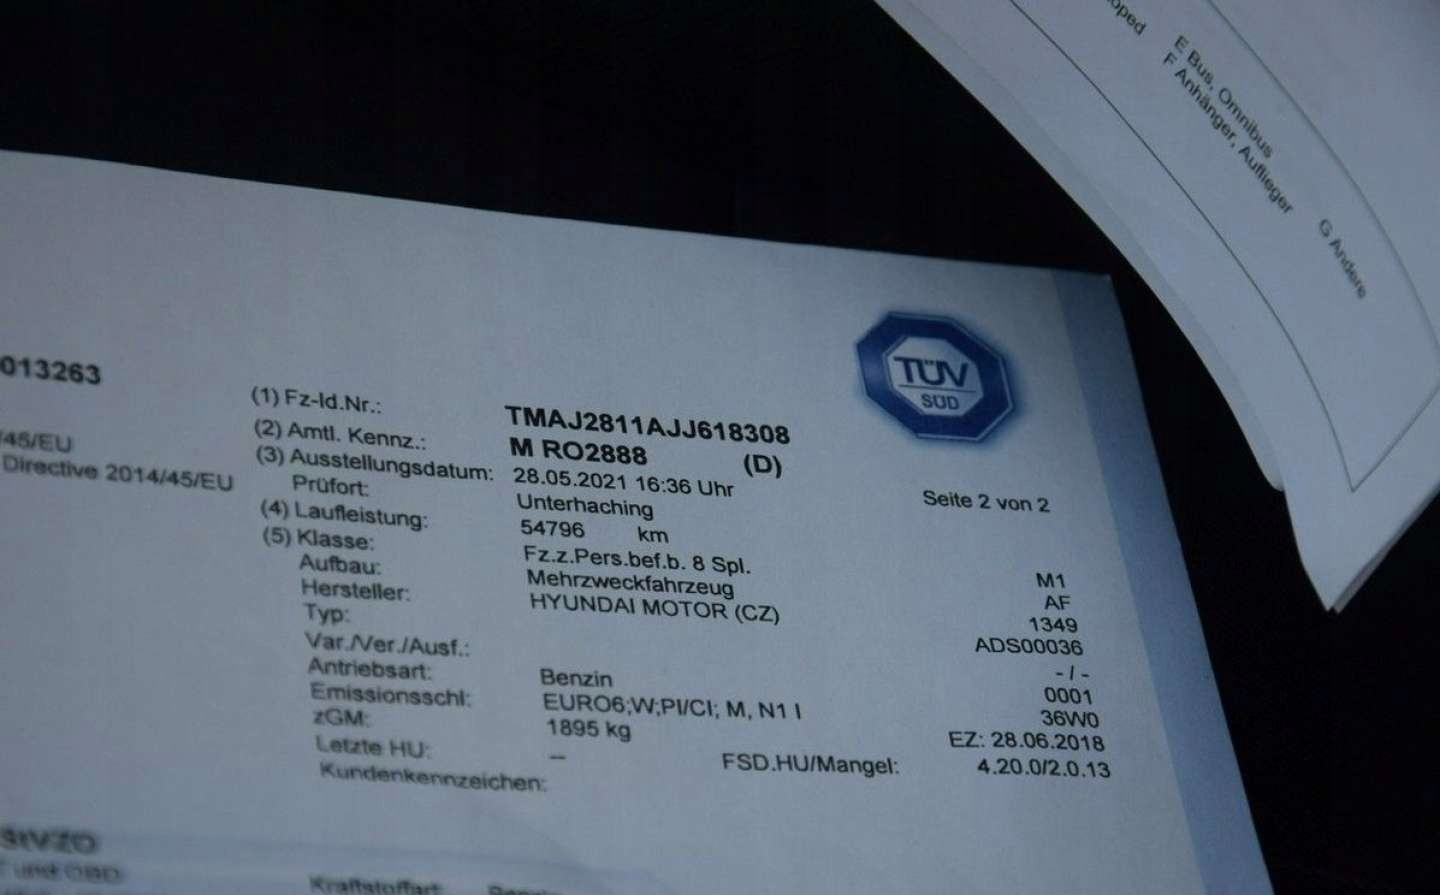 oped
E Bus, Omnibus
F Anhänger, Auflieger
G Andere
TÜV
SÜD
013263
/45/EU
Directive 2014/45/EU
(1) Fz-Id.Nr.: TMAJ2811AJJ618308
(2) Amtl. Kennz.: M RO2888 (D)
(3) Ausstellungsdatum: 28.05.2021 16:36 Uhr Seite 2 von 2
Prüfort: Unterhaching
(4) Laufleistung: 54796 km
(5) Klasse: Fz.z.Pers.bef.b. 8 Spl. M1
Aufbau: Mehrzweckfahrzeug AF
Hersteller: HYUNDAI MOTOR (CZ) 1349
Typ: ADS00036
Var./Ver./Ausf.: - / -
Antriebsart: Benzin 0001
Emissionsschl: EURO6;W;PI/CI; M, N1 I 36W0
zGM: 1895 kg EZ: 28.06.2018
Letzte HU: -- FSD.HU/Mangel: 4.20.0/2.0.13
Kundenkennzeichen:
StVZO
und OBD
Kraftstoffart: